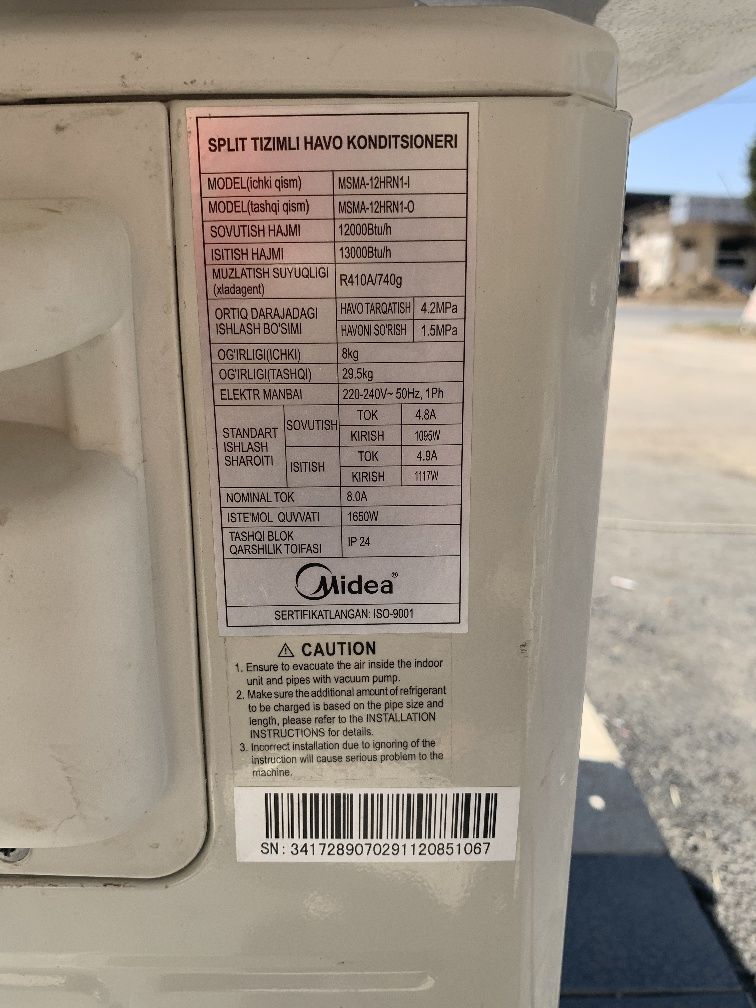 SPLIT TIZIMLI HAVO KONDITSIONERI
MODEL(ichki qism) MSMA-12HRN1-I
MODEL(tashqi qism) MSMA-12HRN1-O
SOVUTISH HAJMI 12000Btu/h
ISITISH HAJMI 13000Btu/h
MUZLATISH SUYUQLIGI
(xladagent) R410A/740g
ORTIQ DARAJADAGI
ISHLASH BO'SIMI
HAVO TARQATISH 4.2MPa
HAVONI SO'RISH 1.5MPa
OG'IRLIGI(ICHKI) 8kg
OG'IRLIGI(TASHQI) 29.5kg
ELEKTR MANBAI 220-240V~ 50Hz, 1Ph
STANDART
ISHLASH
SHAROITI
SOVUTISH
TOK 4.8A
KIRISH 1095W
ISITISH
TOK 4.9A
KIRISH 1117W
NOMINAL TOK 8.0A
ISTE'MOL QUVVATI 1650W
TASHQI BLOK
QARSHILIK TOIFASI IP 24
Midea®
SERTIFIKATLANGAN: ISO-9001
⚠ CAUTION
1. Ensure to evacuate the air inside the indoor
unit and pipes with vacuum pump.
2. Make sure the additional amount of refrigerant
to be charged is based on the pipe size and
length, please refer to the INSTALLATION
INSTRUCTIONS for details.
3. Incorrect installation due to ignoring of the
instruction will cause serious problem to the
machine.
SN: 3417289070291120851067